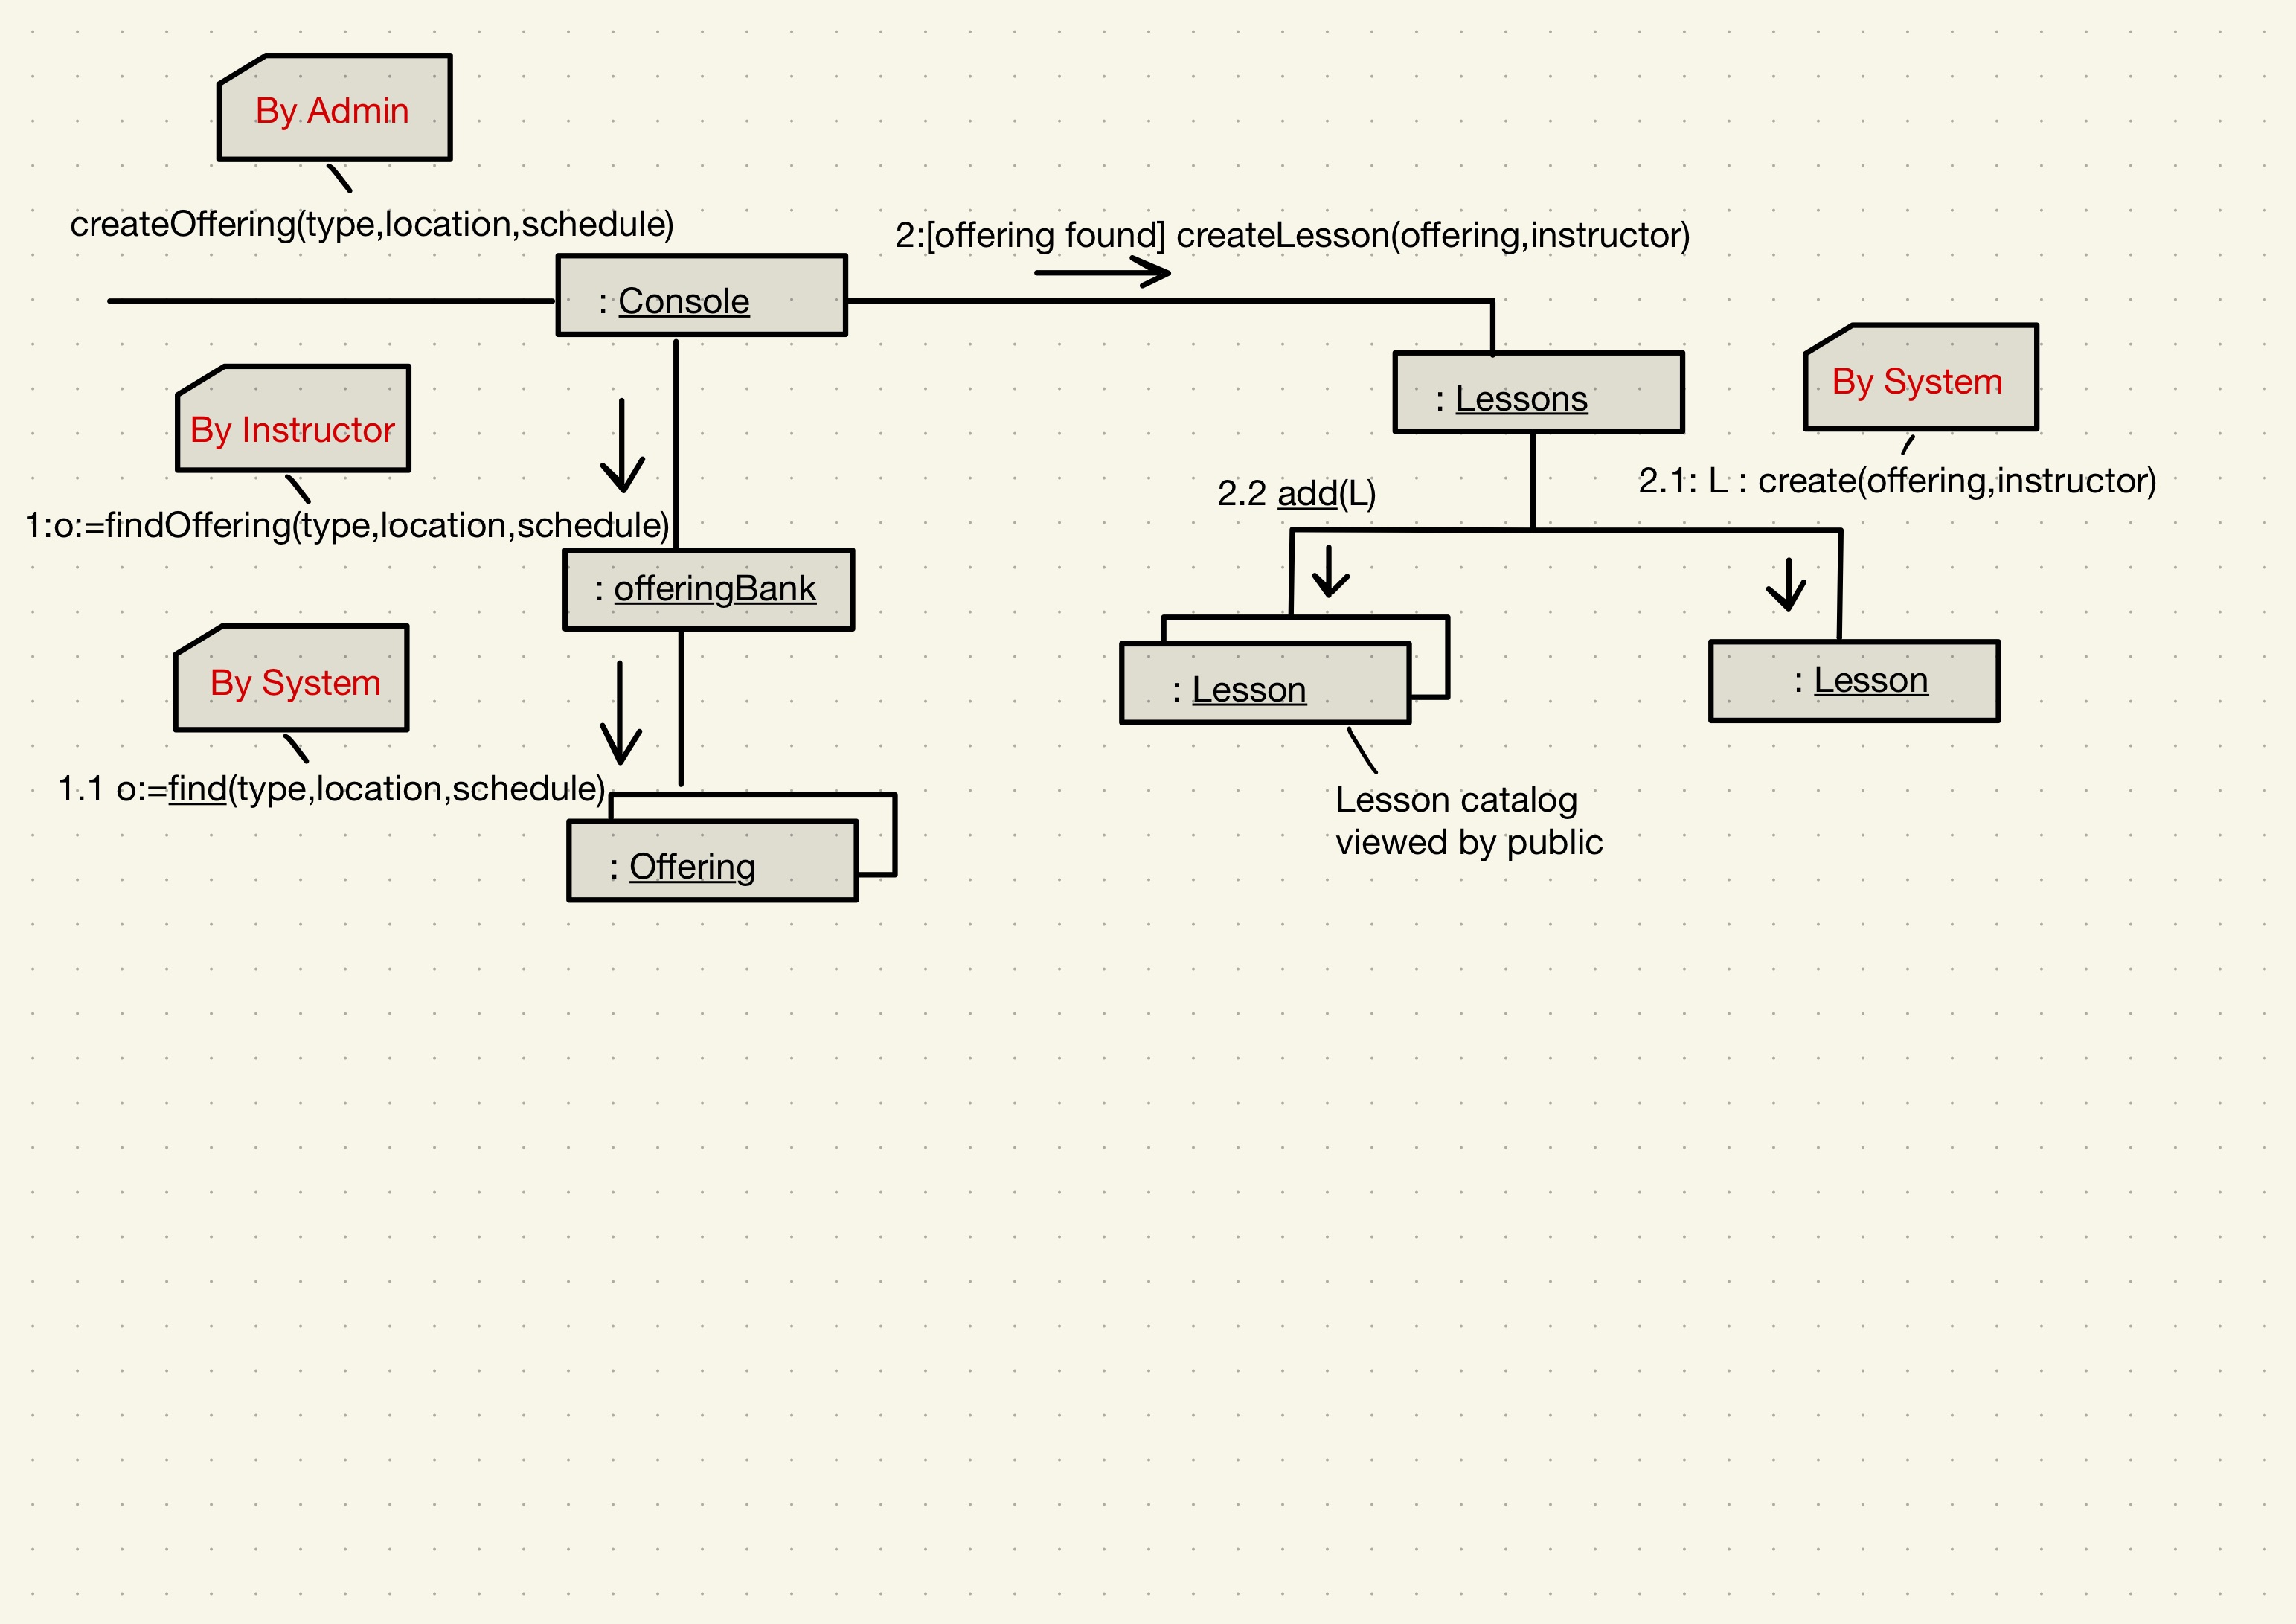 By Admin
createOffering(type,location,schedule)
2:[offering found] createLesson(offering,instructor)
: Console
By Instructor
1:o:=findOffering(type,location,schedule)
: offeringBank
By System
1.1 o:=find(type,location,schedule)
: Offering
: Lessons
By System
2.1: L : create(offering,instructor)
2.2 add(L)
: Lesson
: Lesson
Lesson catalog
viewed by public